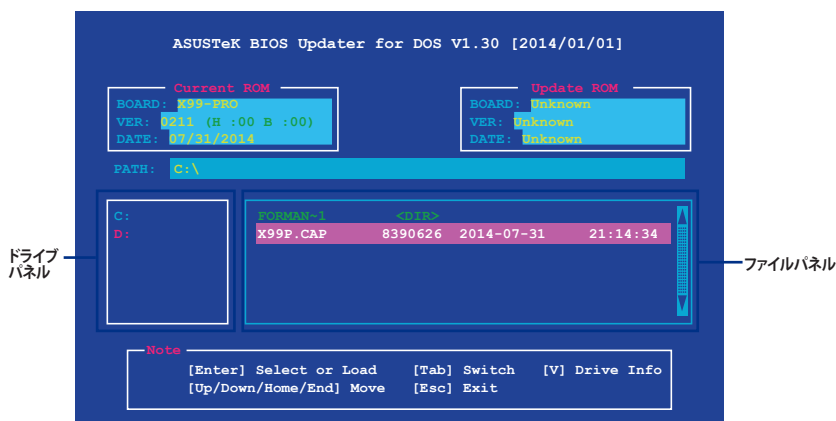 ASUSTeK BIOS Updater for DOS V1.30 [2014/01/01]
Current ROM
BOARD: X99-PRO
VER: 0211 (H :00 B :00)
DATE: 07/31/2014
Update ROM
BOARD: Unknown
VER: Unknown
DATE: Unknown
PATH: C:\
C:
D:
FORMAN~1 <DIR>
X99P.CAP 8390626 2014-07-31 21:14:34
ドライブ
パネル
ファイルパネル
Note
[Enter] Select or Load [Tab] Switch [V] Drive Info
[Up/Down/Home/End] Move [Esc] Exit